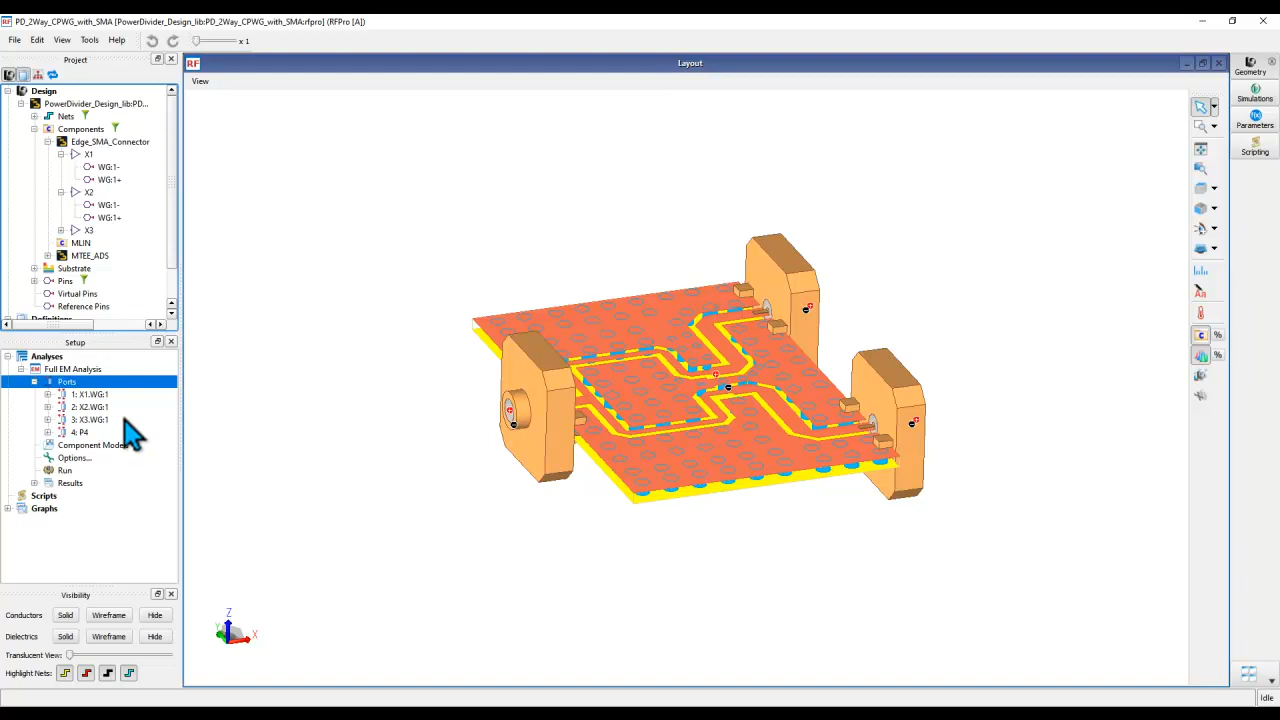 RF PD_2Way_CPWG_with_SMA [PowerDivider_Design_lib:PD_2Way_CPWG_with_SMA:rfpro] (RFPro [A])
File Edit View Tools Help x 1
Project
RF Layout
View
Design
PowerDivider_Design_lib:PD...
Nets
Components
Edge_SMA_Connector
X1
WG:1-
WG:1+
X2
WG:1-
WG:1+
X3
MLIN
MTEE_ADS
Substrate
Pins
Virtual Pins
Reference Pins
Setup
Analyses
EM Full EM Analysis
Ports
1: X1.WG:1
2: X2.WG:1
3: X3.WG:1
4: P4
Component Mode
Options...
Run
Results
Scripts
Graphs
Visibility
Conductors Solid Wireframe Hide
Dielectrics Solid Wireframe Hide
Translucent View:
Highlight Nets:
Z
Y
X
Geometry
Simulations
Parameters
Scripting
Idle